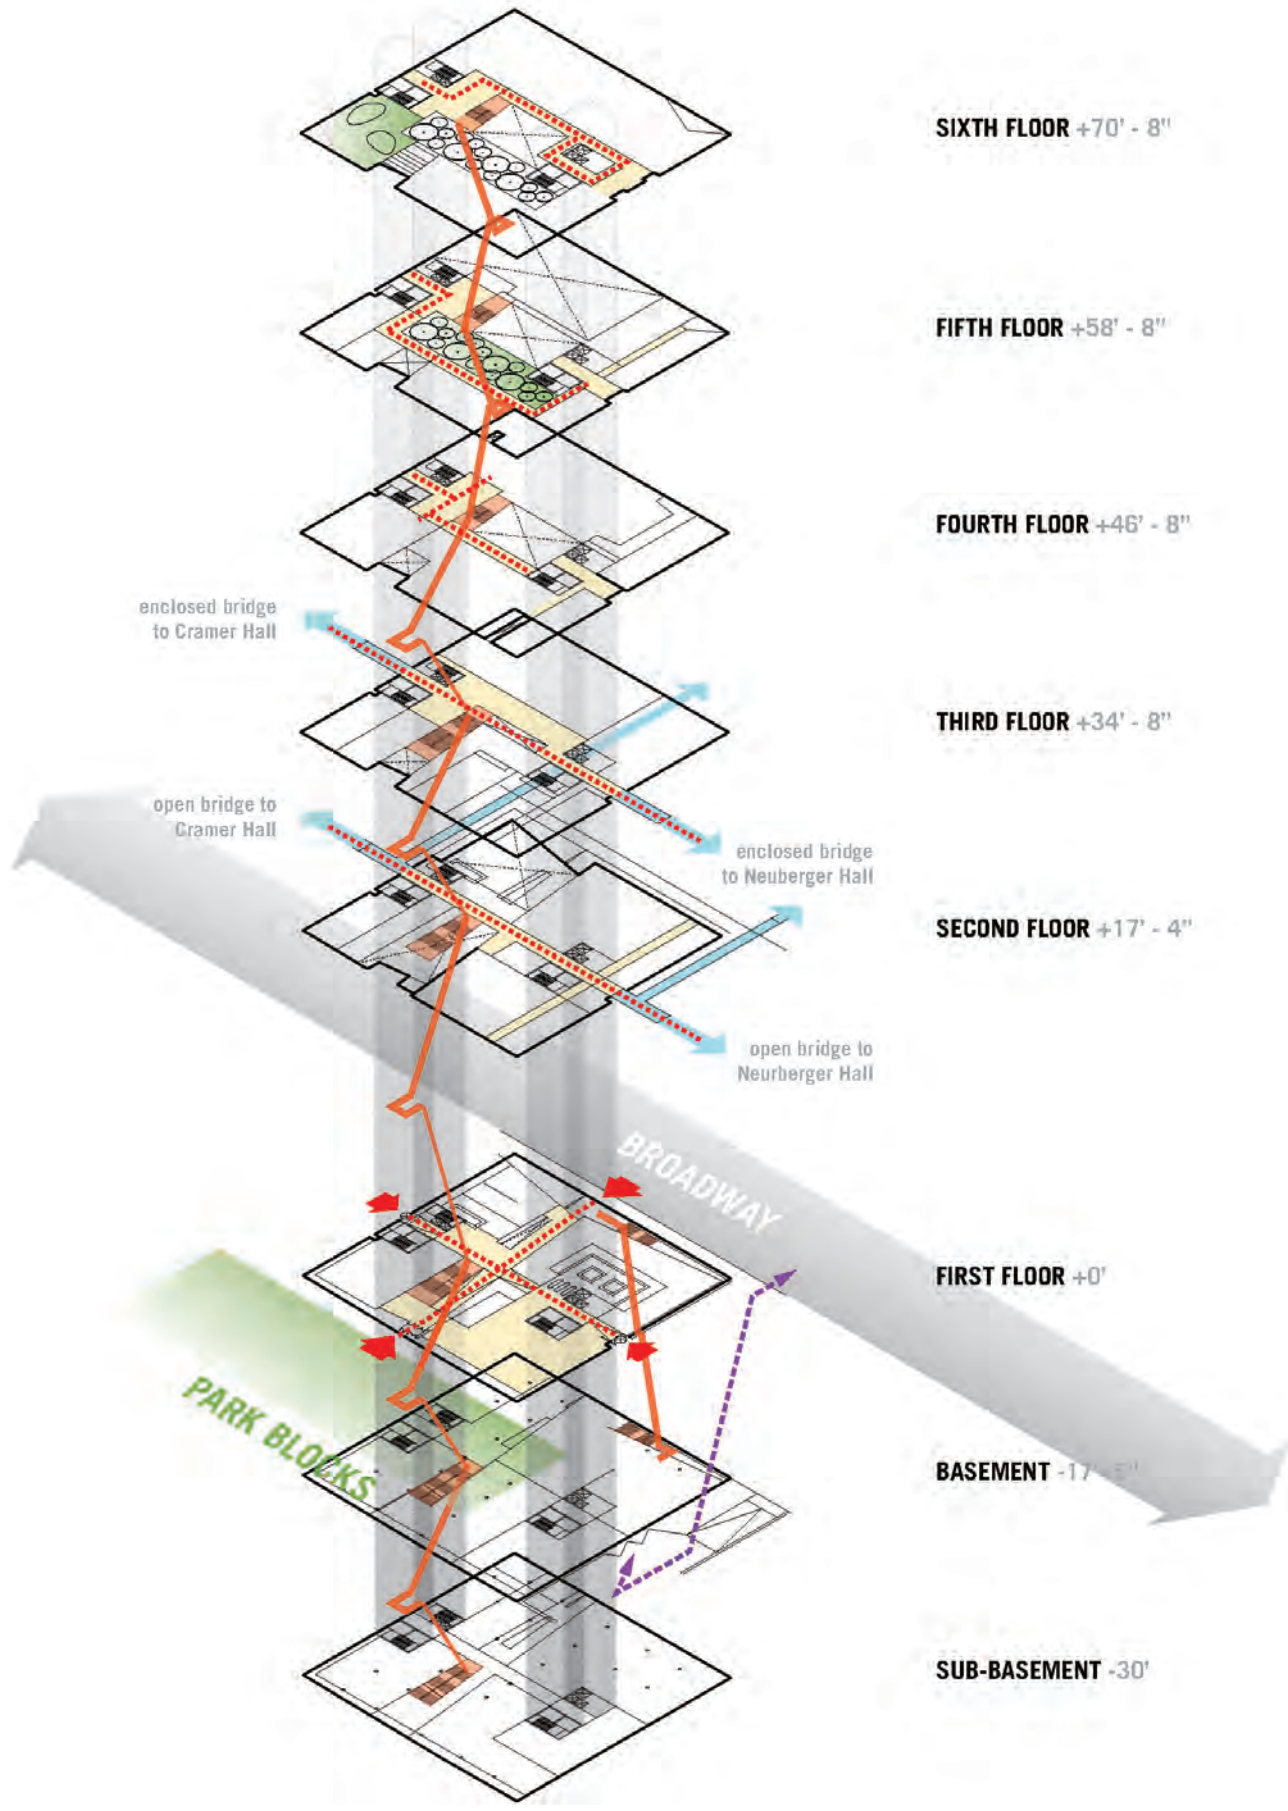 SIXTH FLOOR +70' - 8"
FIFTH FLOOR +58' - 8"
FOURTH FLOOR +46' - 8"
enclosed bridge
to Cramer Hall
THIRD FLOOR +34' - 8"
open bridge to
Cramer Hall
enclosed bridge
to Neuberger Hall
SECOND FLOOR +17' - 4"
open bridge to
Neurberger Hall
BROADWAY
FIRST FLOOR +0'
PARK BLOCKS
BASEMENT -17'
SUB-BASEMENT -30'